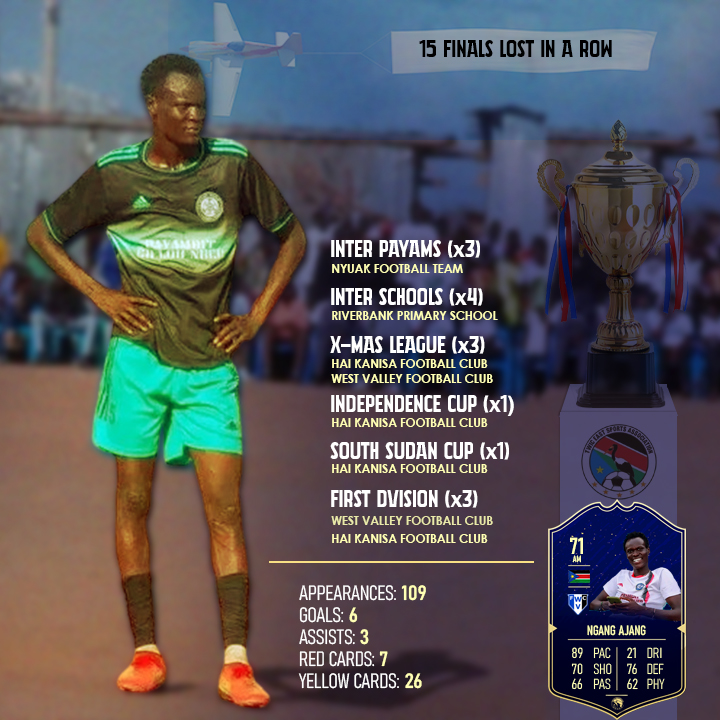 15 FINALS LOST IN A ROW
INTER PAYAMS (x3)
NYUAK FOOTBALL TEAM
INTER SCHOOLS (x4)
RIVERBANK PRIMARY SCHOOL
X-MAS LEAGUE (x3)
HAI KANISA FOOTBALL CLUB
WEST VALLEY FOOTBALL CLUB
INDEPENDENCE CUP (x1)
HAI KANISA FOOTBALL CLUB
SOUTH SUDAN CUP (x1)
HAI KANISA FOOTBALL CLUB
FIRST DVISION (x3)
WEST VALLEY FOOTBALL CLUB
HAI KANISA FOOTBALL CLUB
APPEARANCES: 109
GOALS: 6
ASSISTS: 3
RED CARDS: 7
YELLOW CARDS: 26
TWIC EAST SPORTS ASSOCIATION
71
AM
NGANG AJANG
89 PAC 21 DRI
70 SHO 76 DEF
66 PAS 62 PHY